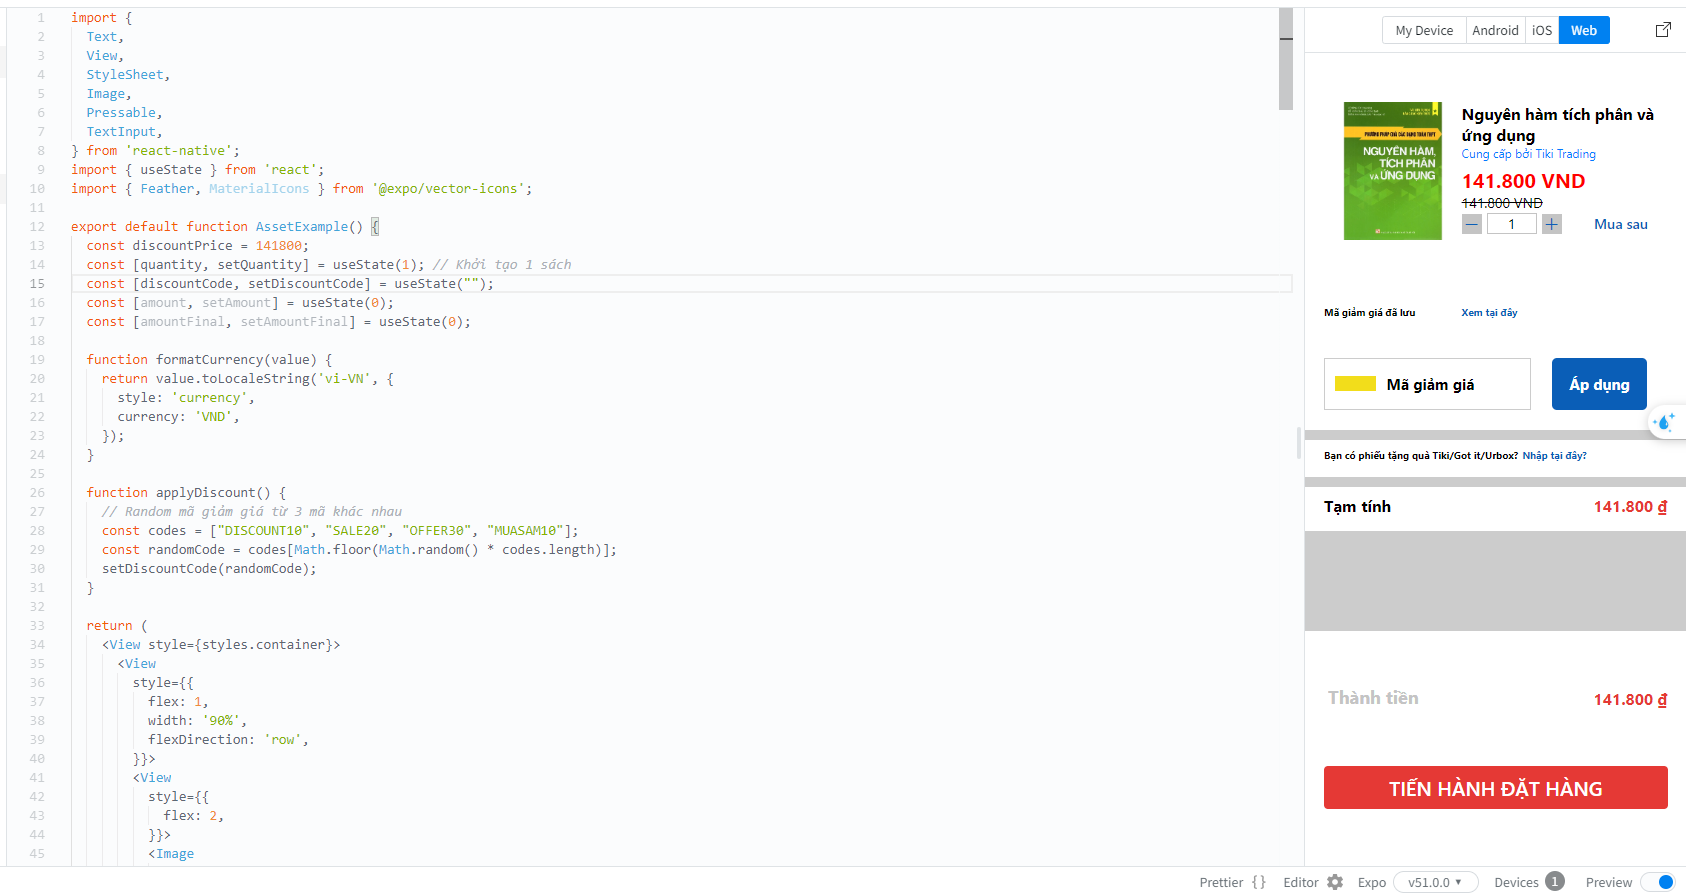 1 import {
2 Text,
3 View,
4 StyleSheet,
5 Image,
6 Pressable,
7 TextInput,
8 } from 'react-native';
9 import { useState } from 'react';
10 import { Feather, MaterialIcons } from '@expo/vector-icons';
11
12 export default function AssetExample() {
13 const discountPrice = 141800;
14 const [quantity, setQuantity] = useState(1); // Khởi tạo 1 sách
15 const [discountCode, setDiscountCode] = useState("");
16 const [amount, setAmount] = useState(0);
17 const [amountFinal, setAmountFinal] = useState(0);
18
19 function formatCurrency(value) {
20 return value.toLocaleString('vi-VN', {
21 style: 'currency',
22 currency: 'VND',
23 });
24 }
25
26 function applyDiscount() {
27 // Random mã giảm giá từ 3 mã khác nhau
28 const codes = ["DISCOUNT10", "SALE20", "OFFER30", "MUASAM10"];
29 const randomCode = codes[Math.floor(Math.random() * codes.length)];
30 setDiscountCode(randomCode);
31 }
32
33 return (
34 <View style={styles.container}>
35 <View
36 style={{
37 flex: 1,
38 width: '90%',
39 flexDirection: 'row',
40 }}>
41 <View
42 style={{
43 flex: 2,
44 }}>
45 <Image
My Device Android iOS Web
PHƯƠNG PHÁP GIẢI CÁC DẠNG TOÁN THPT
NGUYÊN HÀM,
TÍCH PHÂN
VÀ ỨNG DỤNG
Nguyên hàm tích phân và
ứng dụng
Cung cấp bởi Tiki Trading
141.800 VND
141.800 VND
1 Mua sau
Mã giảm giá đã lưu Xem tại đây
Mã giảm giá Áp dụng
Bạn có phiếu tặng quà Tiki/Got it/Urbox? Nhập tại đây?
Tạm tính 141.800 ₫
Thành tiền 141.800 ₫
TIẾN HÀNH ĐẶT HÀNG
Prettier {} Editor Expo v51.0.0 Devices 1 Preview